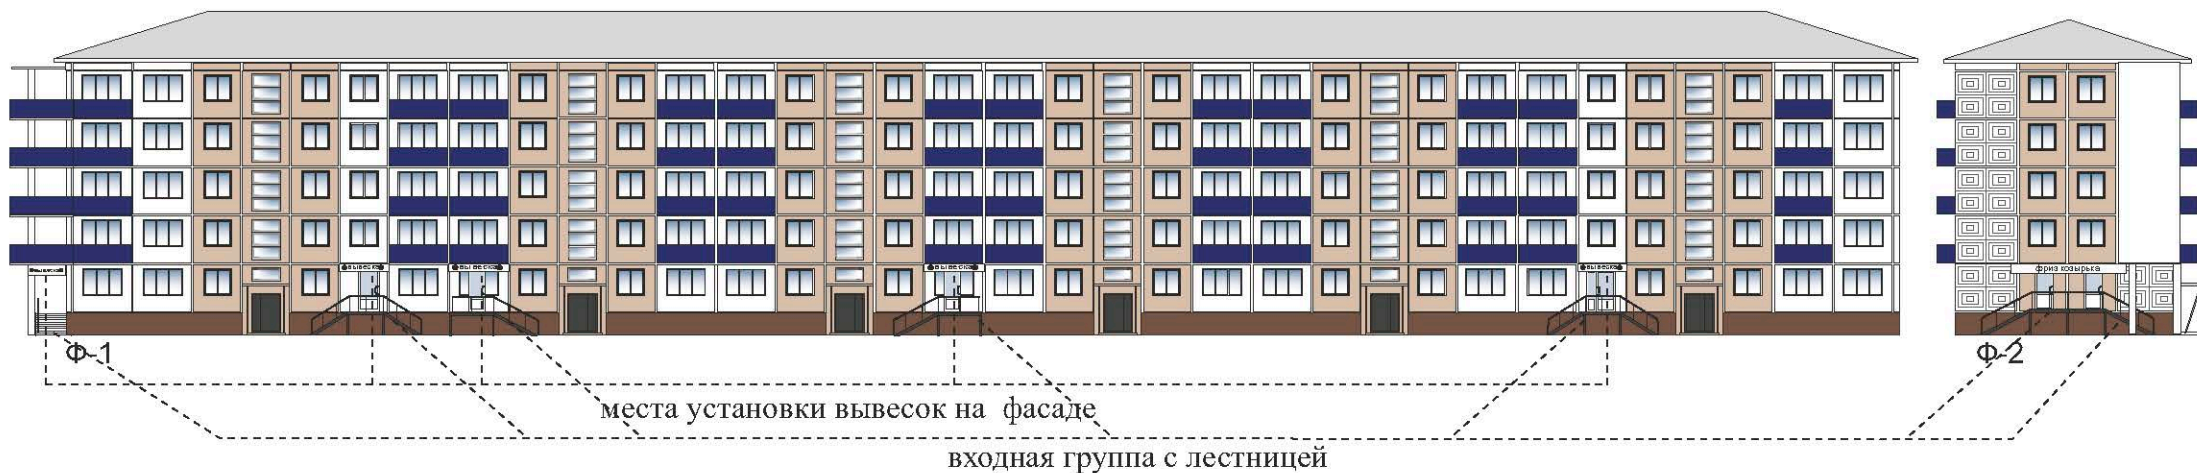 вывеска
вывеска
вывеска
вывеска
вывеска
фриз козырька
Ф-1
Ф-2
места установки вывесок на фасаде
входная группа с лестницей